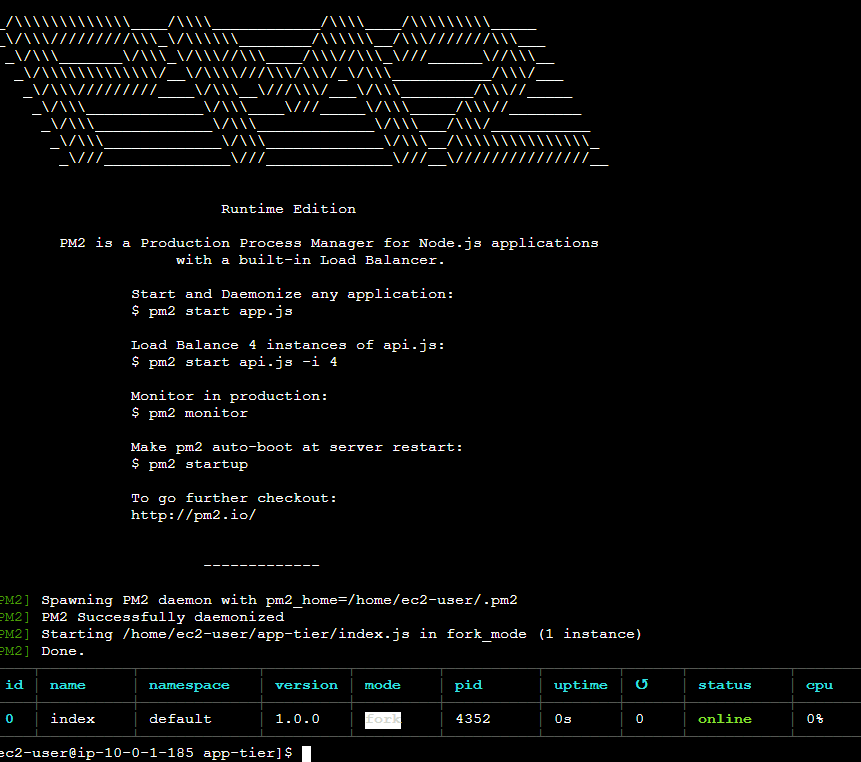 Runtime Edition
PM2 is a Production Process Manager for Node.js applications
with a built-in Load Balancer.
Start and Daemonize any application:
$ pm2 start app.js
Load Balance 4 instances of api.js:
$ pm2 start api.js -i 4
Monitor in production:
$ pm2 monitor
Make pm2 auto-boot at server restart:
$ pm2 startup
To go further checkout:
http://pm2.io/
-------------
PM2] Spawning PM2 daemon with pm2_home=/home/ec2-user/.pm2
PM2] PM2 Successfully daemonized
PM2] Starting /home/ec2-user/app-tier/index.js in fork_mode (1 instance)
PM2] Done.
id name namespace version mode pid uptime ↺ status cpu
0 index default 1.0.0 fork 4352 0s 0 online 0%
ec2-user@ip-10-0-1-185 app-tier]$